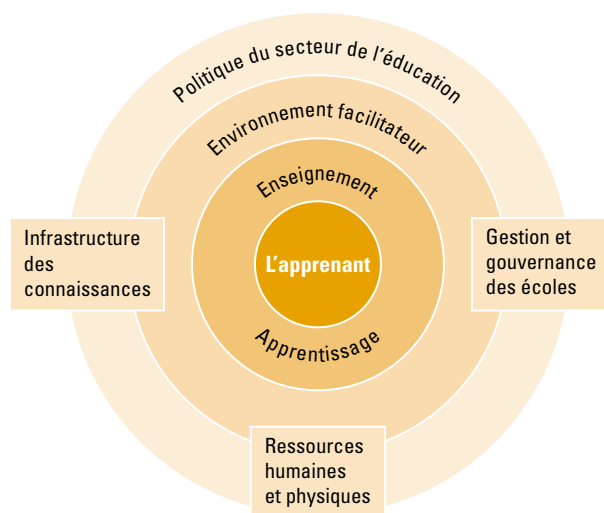 Politique du secteur de l'éducation
Environnement facilitateur
Enseignement
L'apprenant
Apprentissage
Infrastructure
des
connaissances
Gestion et
gouvernance
des écoles
Ressources
humaines
et physiques